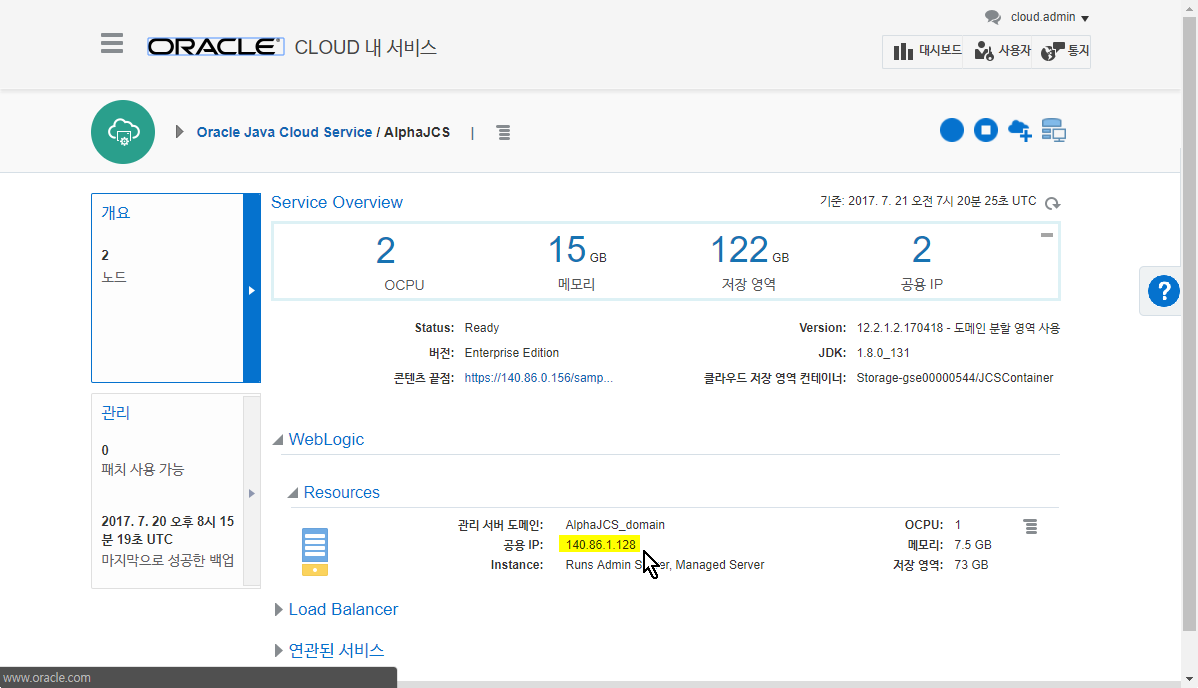 cloud.admin
ORACLE CLOUD 내 서비스
대시보드 사용자 통지
Oracle Java Cloud Service / AlphaJCS |
개요
2
노드
Service Overview
기준: 2017. 7. 21 오전 7시 20분 25초 UTC
2 15 GB 122 GB 2
OCPU 메모리 저장 영역 공용 IP
Status: Ready Version: 12.2.1.2.170418 - 도메인 분할 영역 사용
버전: Enterprise Edition JDK: 1.8.0_131
콘텐츠 끝점: https://140.86.0.156/samp... 클라우드 저장 영역 컨테이너: Storage-gse00000544/JCSContainer
관리
0
패치 사용 가능
2017. 7. 20 오후 8시 15
분 19초 UTC
마지막으로 성공한 백업
WebLogic
Resources
관리 서버 도메인: AlphaJCS_domain OCPU: 1
공용 IP: 140.86.1.128 메모리: 7.5 GB
Instance: Runs Admin Server, Managed Server 저장 영역: 73 GB
Load Balancer
연관된 서비스
?
www.oracle.com